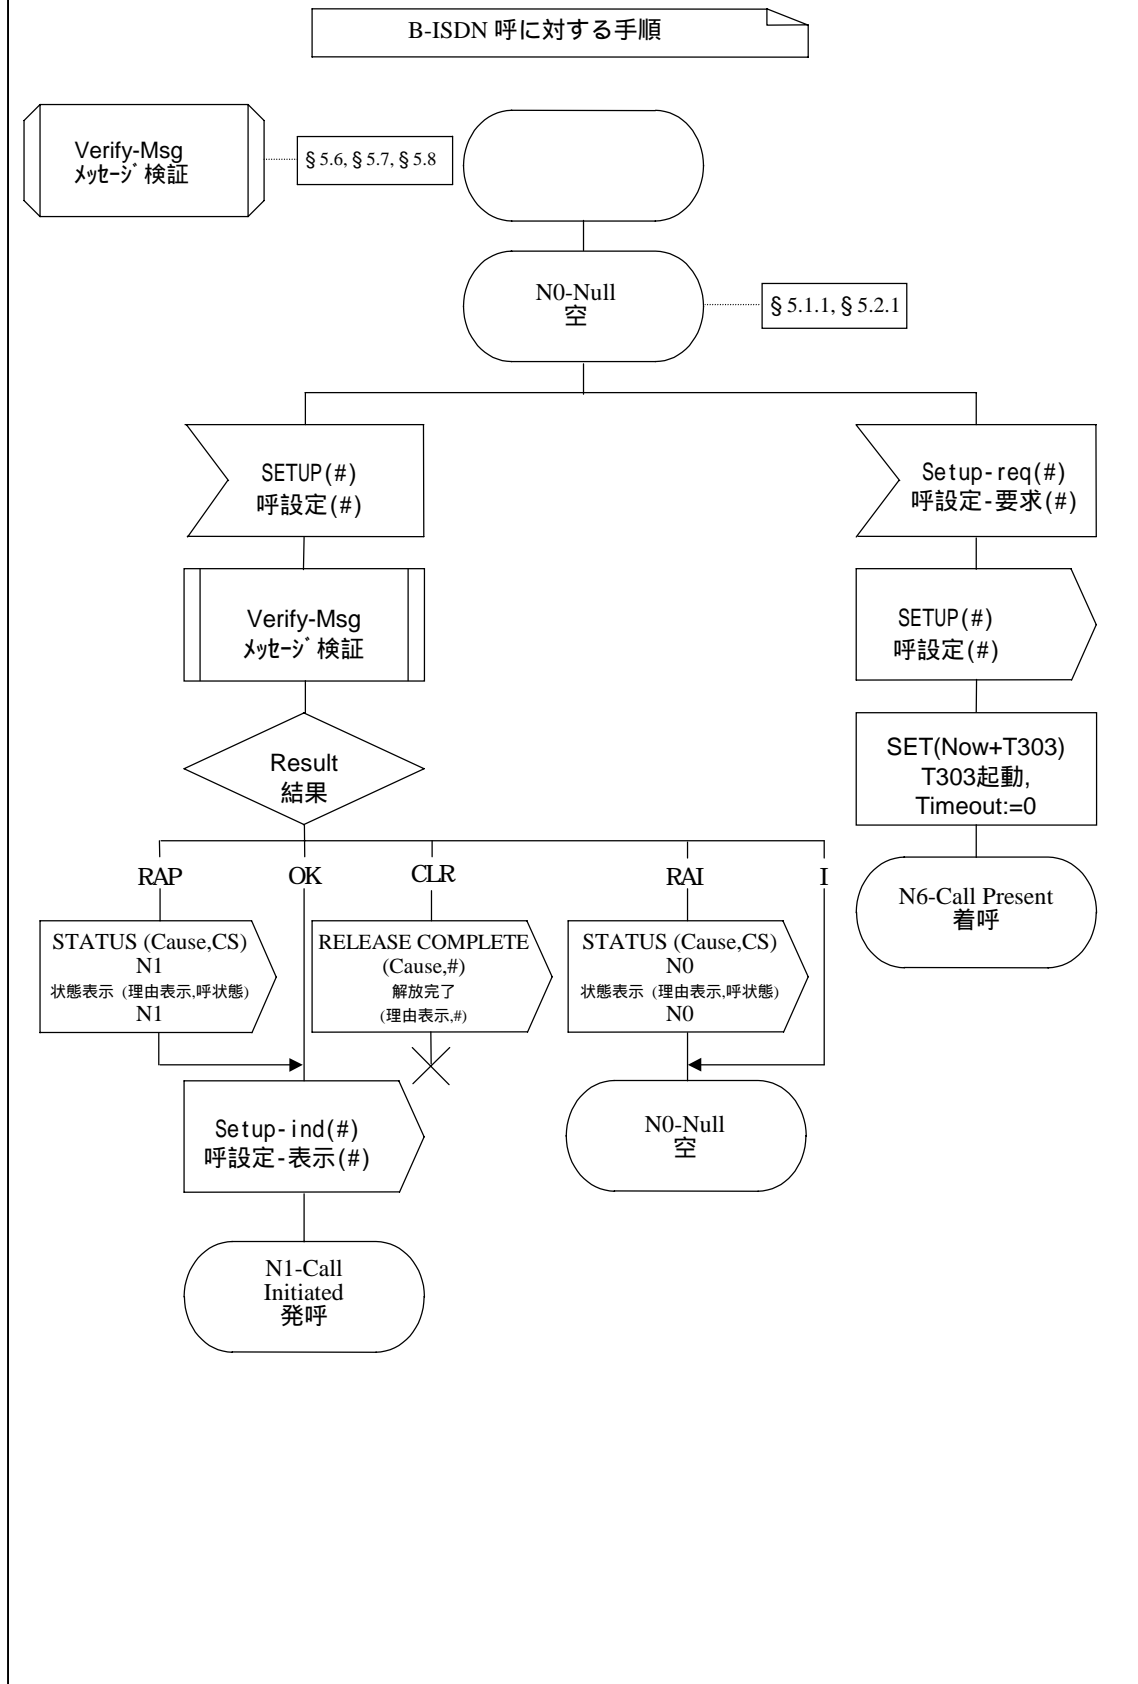 B-ISDN 呼に対する手順
Verify-Msg
メッセージ 検証
§5.6, §5.7, §5.8
N0-Null
空
§5.1.1, §5.2.1
SETUP(#)
呼設定(#)
Setup-req(#)
呼設定-要求(#)
Verify-Msg
メッセージ 検証
SETUP(#)
呼設定(#)
Result
結果
SET(Now+T303)
T303起動,
Timeout:=0
RAP
OK
CLR
RAI
I
N6-Call Present
着呼
STATUS (Cause,CS)
N1
状態表示 (理由表示,呼状態)
N1
RELEASE COMPLETE
(Cause,#)
解放完了
(理由表示,#)
STATUS (Cause,CS)
N0
状態表示 (理由表示,呼状態)
N0
Setup-ind(#)
呼設定-表示(#)
N0-Null
空
N1-Call
Initiated
発呼